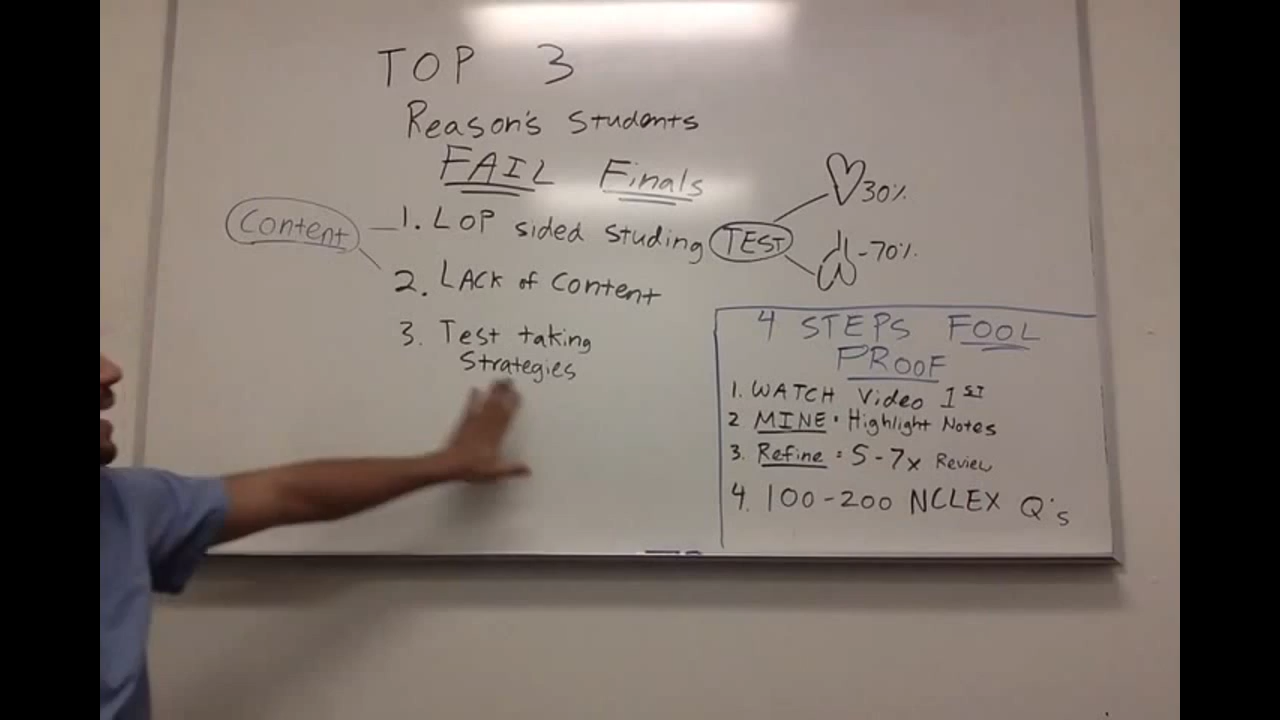 TOP 3
Reason's Students
FAIL Finals
Content
1. LOP sided studing
2. LACK of Content
3. Test taking
Strategies
TEST
30%
-70%
4 STEPS FOOL
PROOF
1. WATCH Video 1ST
2 MINE • Highlight Notes
3. Refine = 5-7x Review
4. 100-200 NCLEX Q's